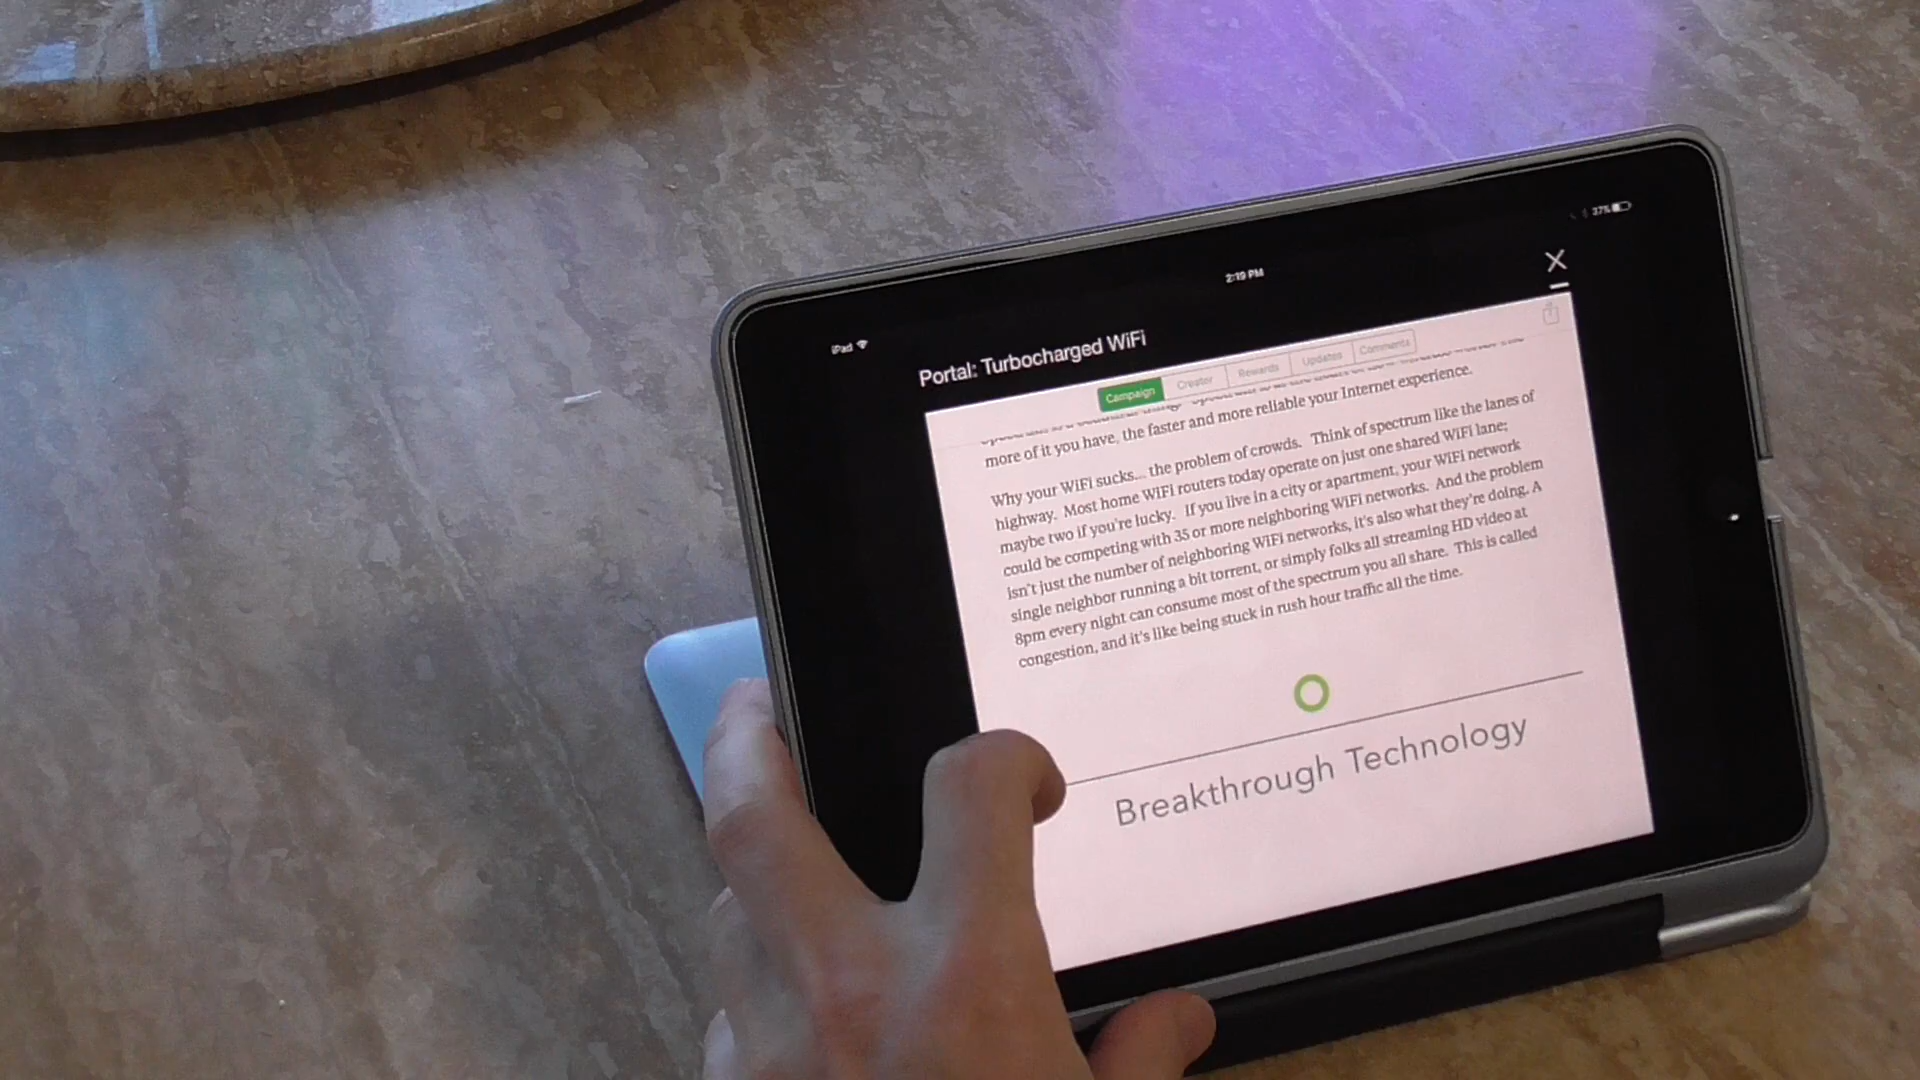 iPad
2:19 PM
37%
Portal: Turbocharged WiFi
Campaign Creator Rewards Updates Comments
more of it you have, the faster and more reliable your Internet experience.
Why your WiFi sucks... the problem of crowds. Think of spectrum like the lanes of
highway. Most home WiFi routers today operate on just one shared WiFi lane;
maybe two if you're lucky. If you live in a city or apartment, your WiFi network
could be competing with 35 or more neighboring WiFi networks. And the problem
isn't just the number of neighboring WiFi networks, it's also what they're doing. A
single neighbor running a bit torrent, or simply folks all streaming HD video at
8pm every night can consume most of the spectrum you all share. This is called
congestion, and it's like being stuck in rush hour traffic all the time.
Breakthrough Technology